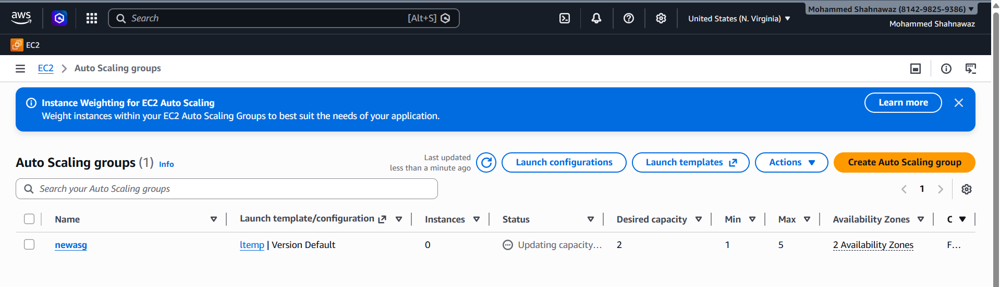 aws
Search [Alt+S]
United States (N. Virginia)
Mohammed Shahnawaz (8142-9825-9386)
Mohammed Shahnawaz
EC2
EC2 Auto Scaling groups
Instance Weighting for EC2 Auto Scaling
Weight instances within your EC2 Auto Scaling Groups to best suit the needs of your application.
Learn more
Auto Scaling groups (1) Info
Last updated
less than a minute ago
Launch configurations
Launch templates
Actions
Create Auto Scaling group
Search your Auto Scaling groups
1
Name Launch template/configuration Instances Status Desired capacity Min Max Availability Zones C
newasg ltemp | Version Default 0 Updating capacity... 2 1 5 2 Availability Zones F...